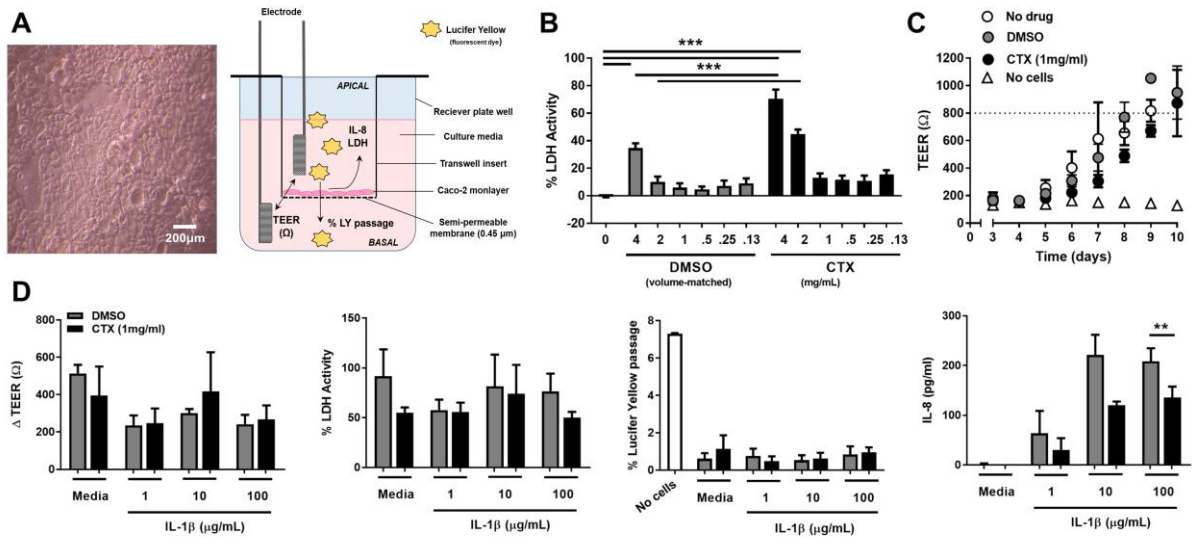 A
200µm
Electrode
Lucifer Yellow
(fluorescent dye)
APICAL
Reciever plate well
IL-8
LDH
Culture media
Transwell insert
Caco-2 monlayer
TEER
(Ω)
% LY passage
Semi-permeable
membrane (0.45 µm)
BASAL
B
% LDH Activity
100
80
60
40
20
0
-20
***
***
0 4 2 1 .5 .25 .13 4 2 1 .5 .25 .13
DMSO CTX
(volume-matched) (mg/mL)
C
No drug
DMSO
CTX (1mg/ml)
No cells
TEER (Ω)
1200
1000
800
600
400
200
0
0 3 4 5 6 7 8 9 10
Time (days)
D
DMSO
CTX (1mg/ml)
Δ TEER (Ω)
800
600
400
200
0
Media 1 10 100
IL-1β (µg/mL)
% LDH Activity
150
100
50
0
Media 1 10 100
IL-1β (µg/mL)
% Lucifer Yellow passage
8
6
4
2
0
No cells Media 1 10 100
IL-1β (µg/mL)
IL-8 (pg/ml)
300
200
100
0
**
Media 1 10 100
IL-1β (µg/mL)